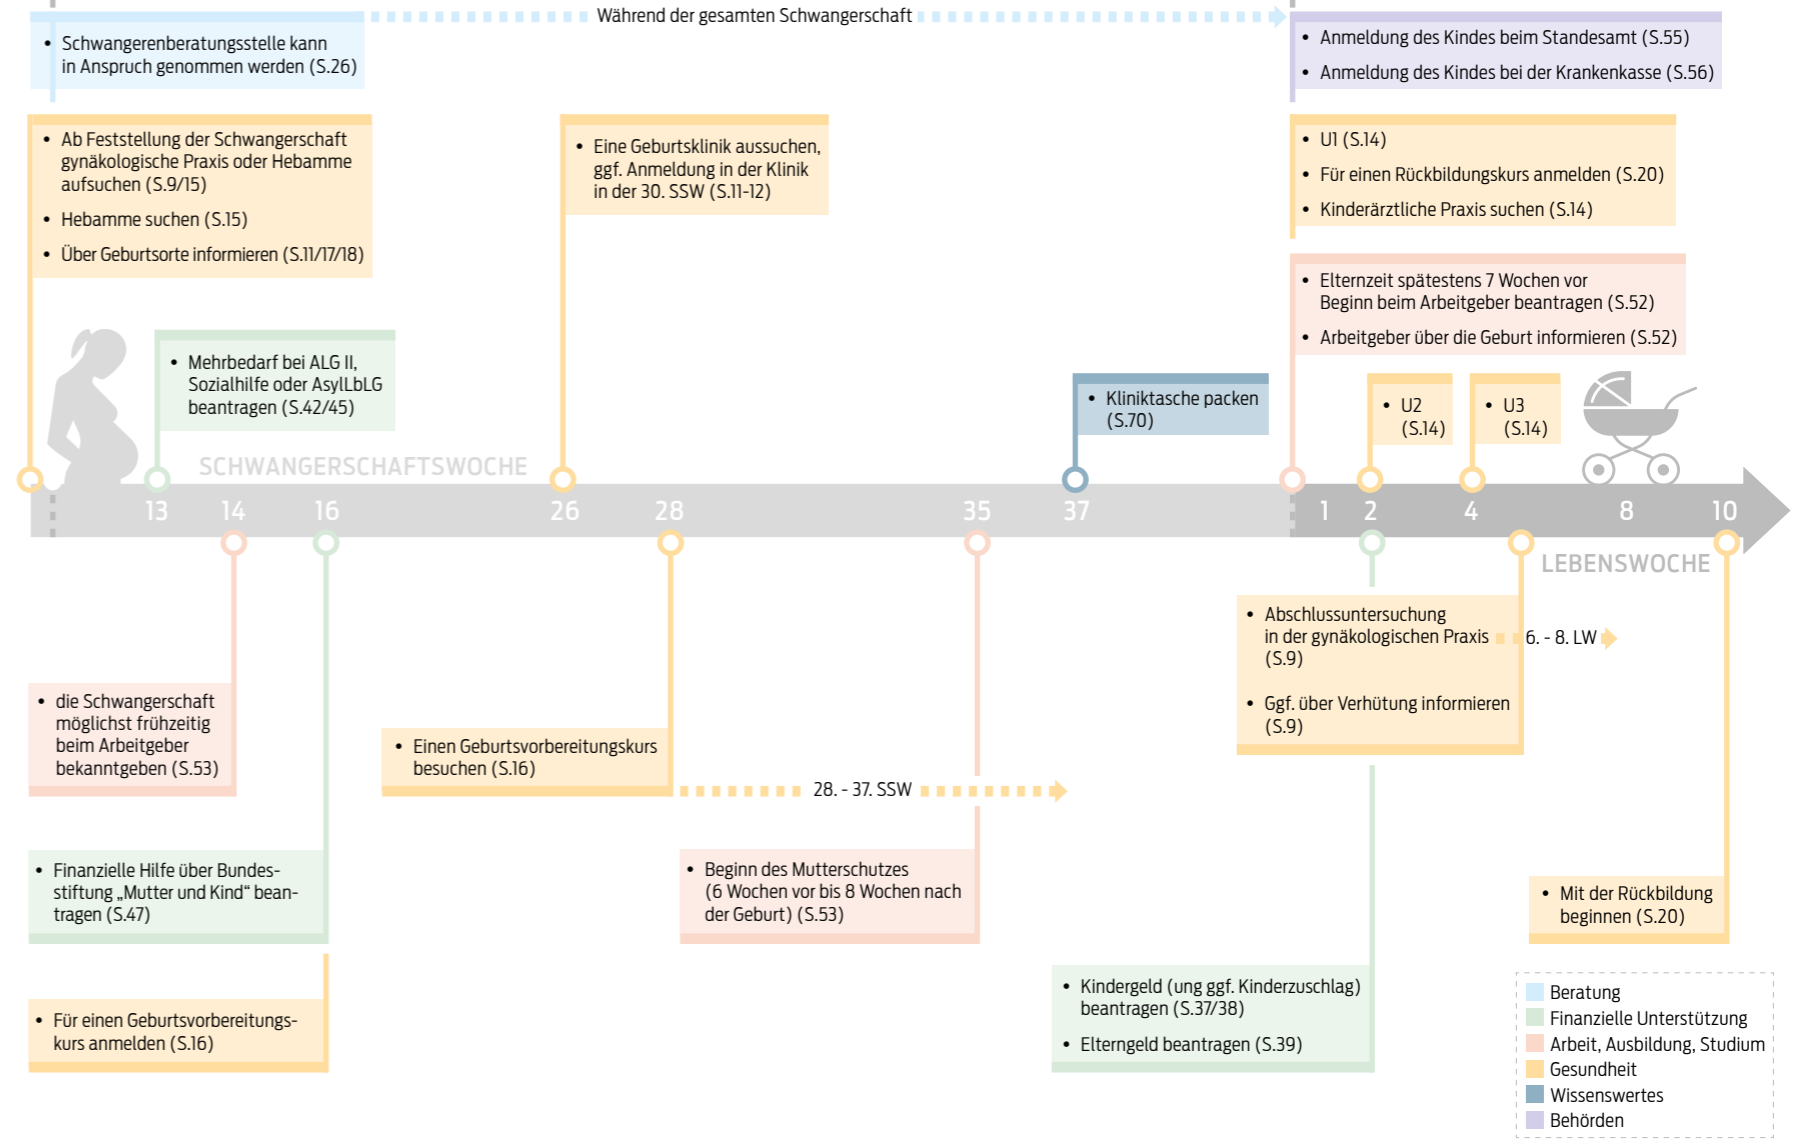 Während der gesamten Schwangerschaft
• Schwangerenberatungsstelle kann
in Anspruch genommen werden (S.26)
• Anmeldung des Kindes beim Standesamt (S.55)
• Anmeldung des Kindes bei der Krankenkasse (S.56)
• Ab Feststellung der Schwangerschaft
gynäkologische Praxis oder Hebamme
aufsuchen (S.9/15)
• Hebamme suchen (S.15)
• Über Geburtsorte informieren (S.11/17/18)
• Eine Geburtsklinik aussuchen,
ggf. Anmeldung in der Klinik
in der 30. SSW (S.11-12)
• U1 (S.14)
• Für einen Rückbildungskurs anmelden (S.20)
• Kinderärztliche Praxis suchen (S.14)
• Elternzeit spätestens 7 Wochen vor
Beginn beim Arbeitgeber beantragen (S.52)
• Arbeitgeber über die Geburt informieren (S.52)
• Mehrbedarf bei ALG II,
Sozialhilfe oder AsylLbLG
beantragen (S.42/45)
• Kliniktasche packen
(S.70)
• U2
(S.14)
• U3
(S.14)
SCHWANGERSCHAFTSWOCHE
13 14 16 26 28 35 37 1 2 4 8 10
LEBENSWOCHE
• Abschlussuntersuchung
in der gynäkologischen Praxis
(S.9)
6. - 8. LW
• Ggf. über Verhütung informieren
(S.9)
• die Schwangerschaft
möglichst frühzeitig
beim Arbeitgeber
bekanntgeben (S.53)
• Einen Geburtsvorbereitungskurs
besuchen (S.16)
28. - 37. SSW
• Finanzielle Hilfe über Bundes-
stiftung „Mutter und Kind“ bean-
tragen (S.47)
• Beginn des Mutterschutzes
(6 Wochen vor bis 8 Wochen nach
der Geburt) (S.53)
• Mit der Rückbildung
beginnen (S.20)
• Für einen Geburtsvorbereitungs-
kurs anmelden (S.16)
• Kindergeld (ung ggf. Kinderzuschlag)
beantragen (S.37/38)
• Elterngeld beantragen (S.39)
Beratung
Finanzielle Unterstützung
Arbeit, Ausbildung, Studium
Gesundheit
Wissenswertes
Behörden